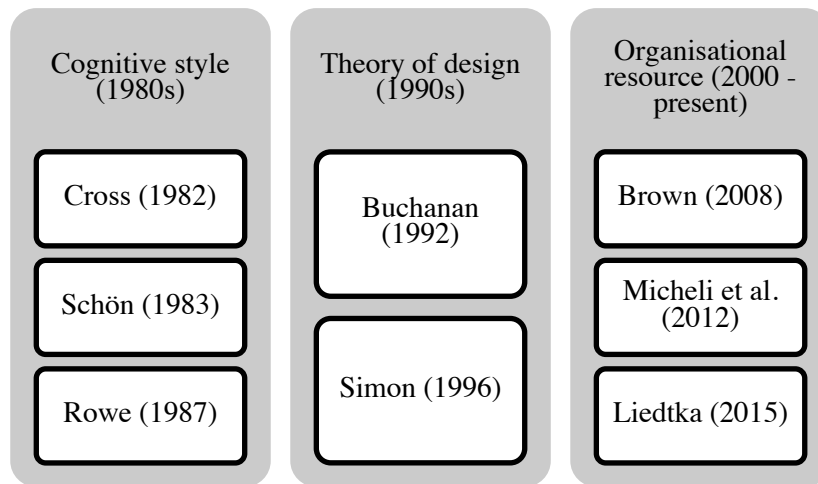 Cognitive style
(1980s)
Cross (1982)
Schön (1983)
Rowe (1987)
Theory of design
(1990s)
Buchanan
(1992)
Simon (1996)
Organisational
resource (2000 -
present)
Brown (2008)
Micheli et al.
(2012)
Liedtka (2015)